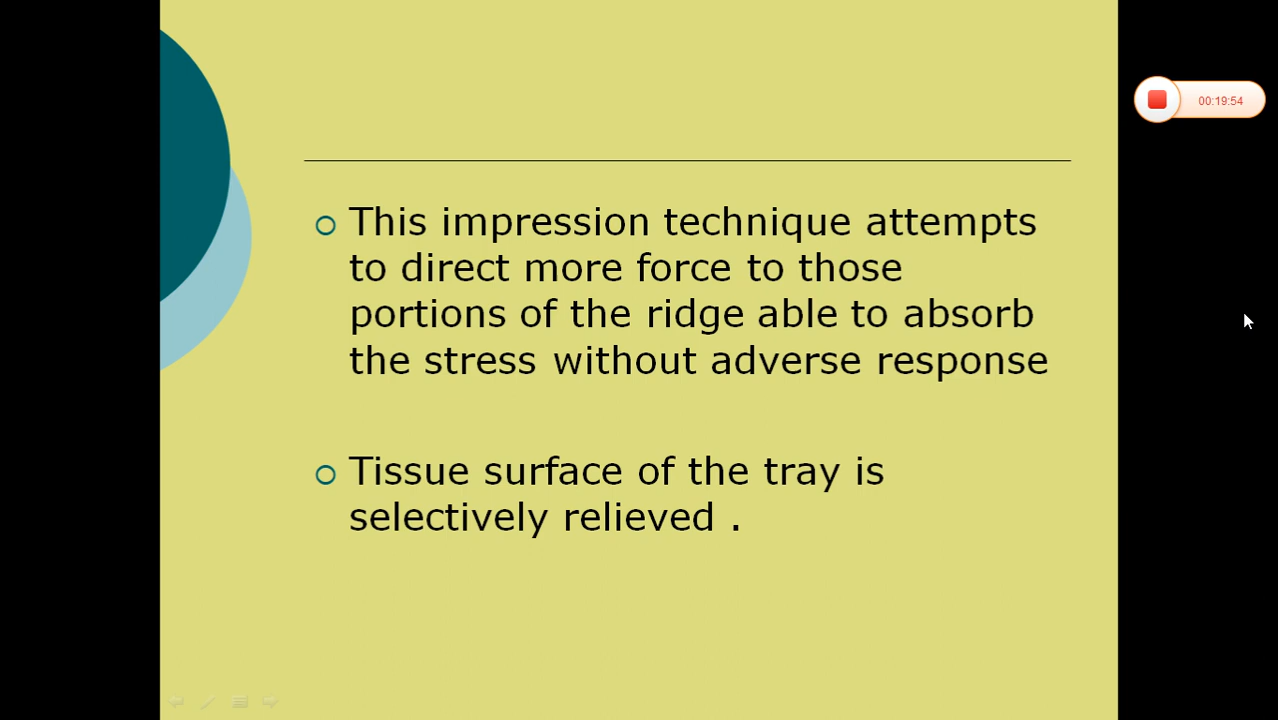 00:19:54
This impression technique attempts
to direct more force to those
portions of the ridge able to absorb
the stress without adverse response
Tissue surface of the tray is
selectively relieved .